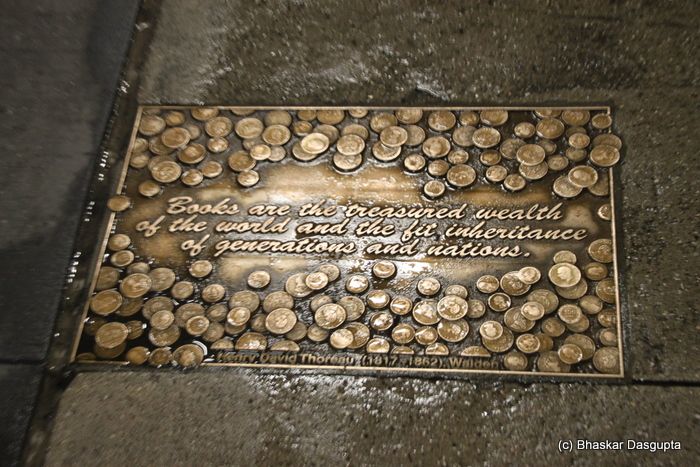 Books are the treasured wealth
of the world and the fit inheritance
of generations and nations.
Henry David Thoreau (1817-1862), Walden
(c) Bhaskar Dasgupta